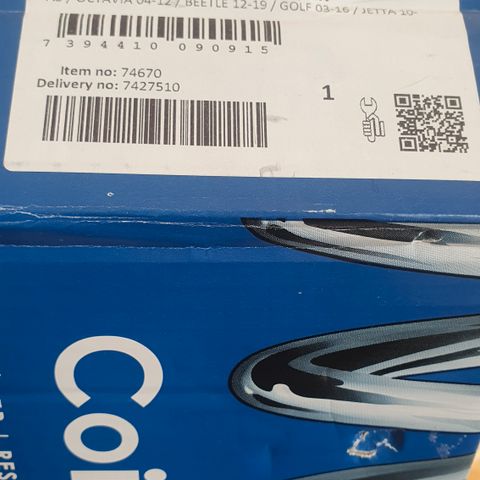 OCTAVIA 04-12 / BEETLE 12-19 / GOLF 03-16 / JETTA 10-
7 394410 090915
Item no: 74670
Delivery no: 7427510
1
Coi